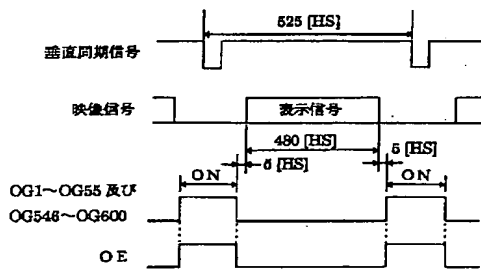 525 [HS]
垂直同期信号
映像信号
表示信号
480 [HS]
5 [HS]
5 [HS]
ON
ON
OG1～OG55 及び
OG546～OG600
OE